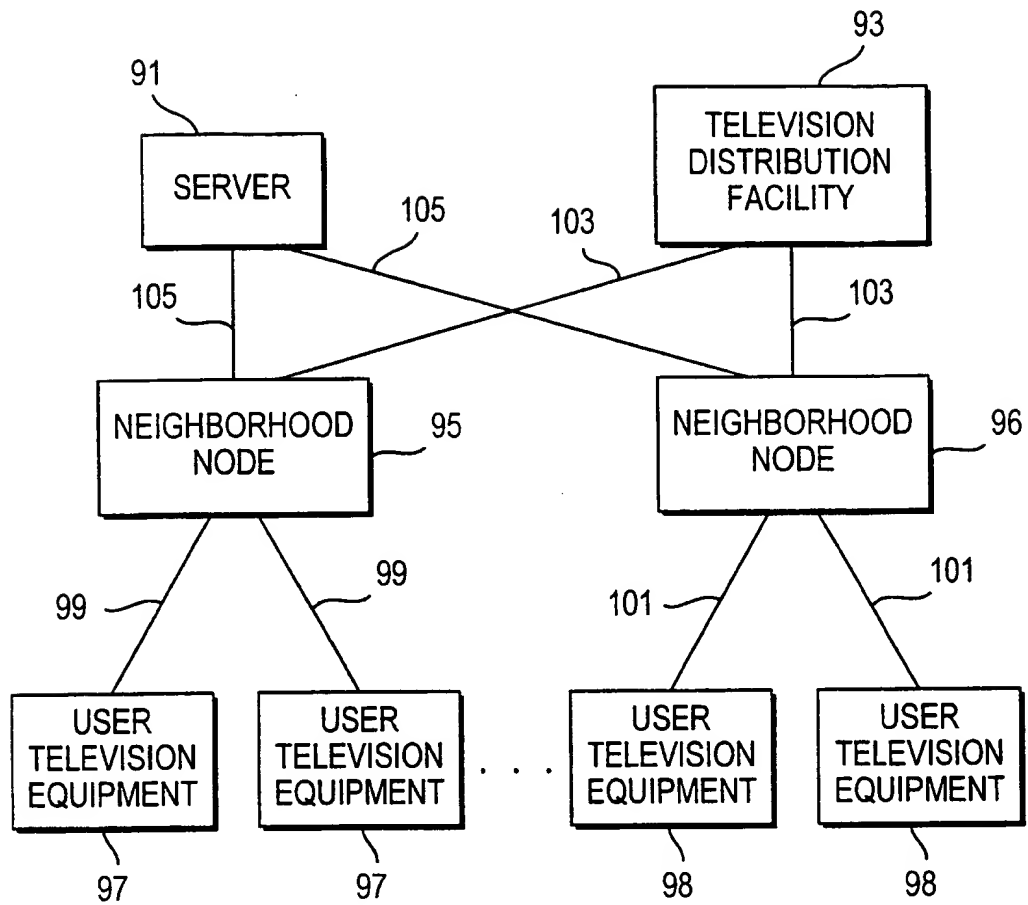 93
91
TELEVISION
DISTRIBUTION
FACILITY
SERVER
105
103
105
103
NEIGHBORHOOD
NODE
95
NEIGHBORHOOD
NODE
96
99
99
101
101
USER
TELEVISION
EQUIPMENT
USER
TELEVISION
EQUIPMENT
. . . .
USER
TELEVISION
EQUIPMENT
USER
TELEVISION
EQUIPMENT
97
97
98
98